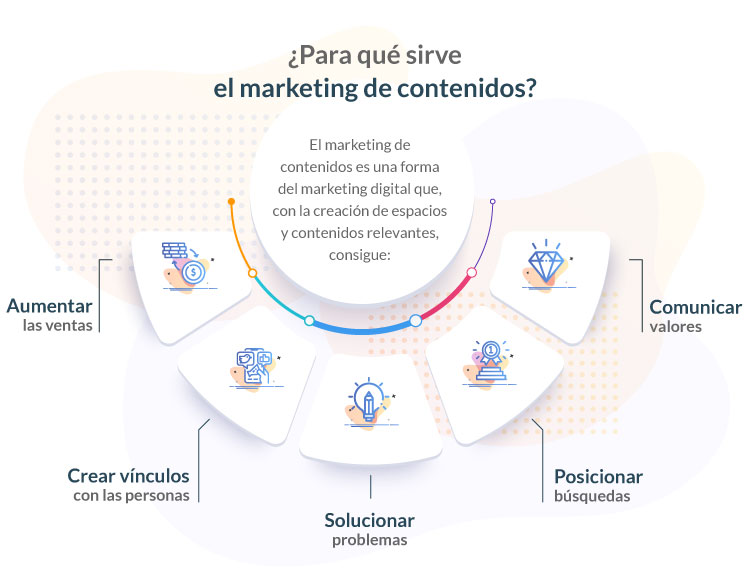 ¿Para qué sirve
el marketing de contenidos?
El marketing de
contenidos es una forma
del marketing digital que,
con la creación de espacios
y contenidos relevantes,
consigue:
Aumentar
las ventas
Crear vínculos
con las personas
Solucionar
problemas
Posicionar
búsquedas
Comunicar
valores
$
1